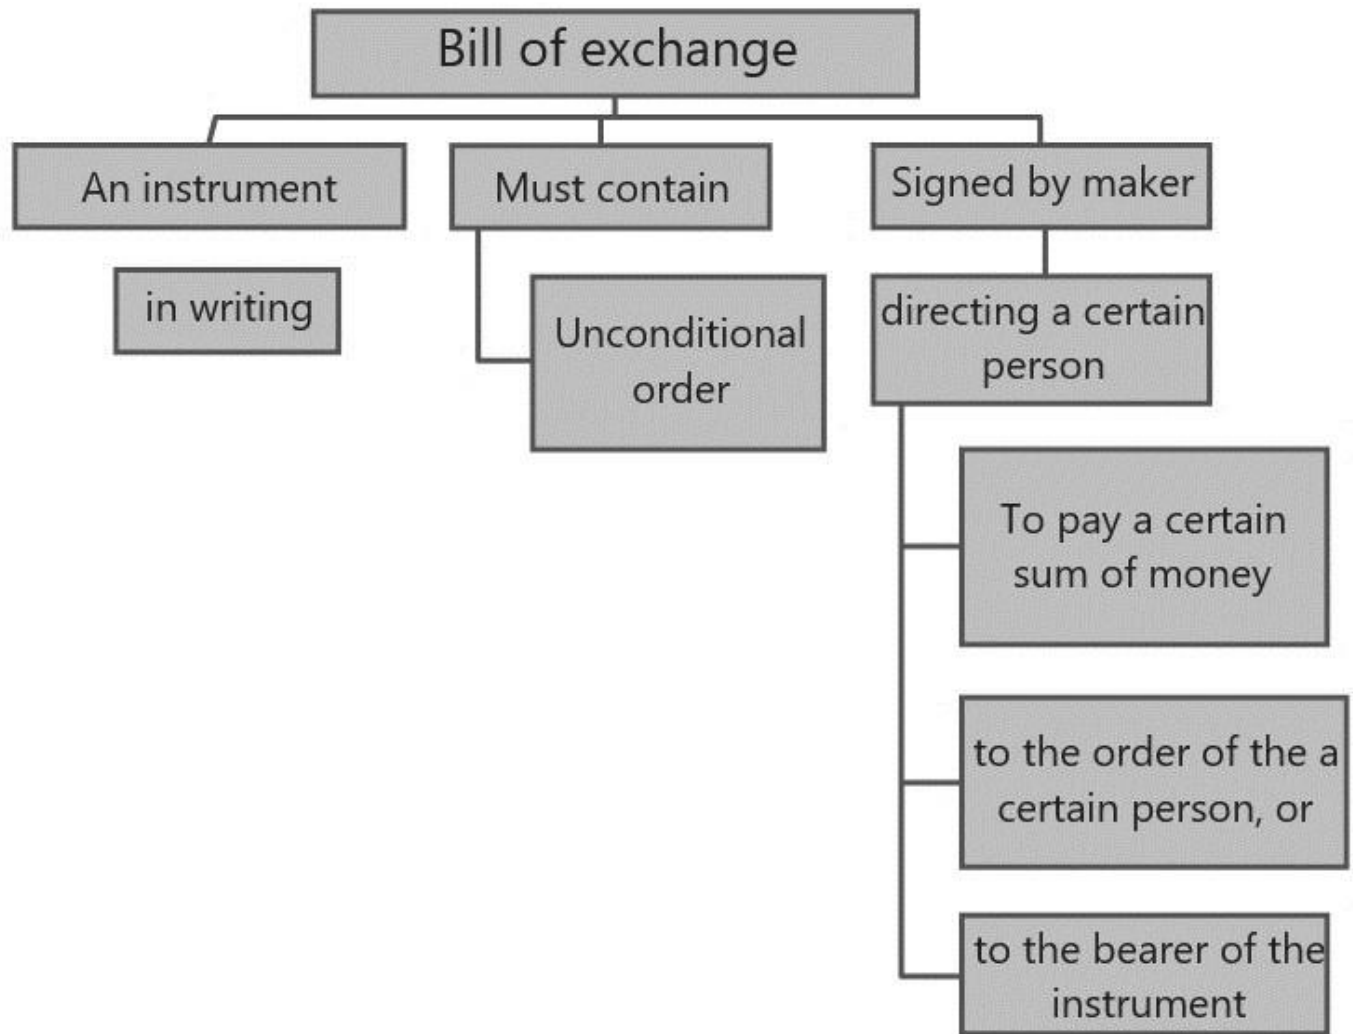 Bill of exchange
An instrument
in writing
Must contain
Unconditional
order
Signed by maker
directing a certain
person
To pay a certain
sum of money
to the order of the a
certain person, or
to the bearer of the
instrument